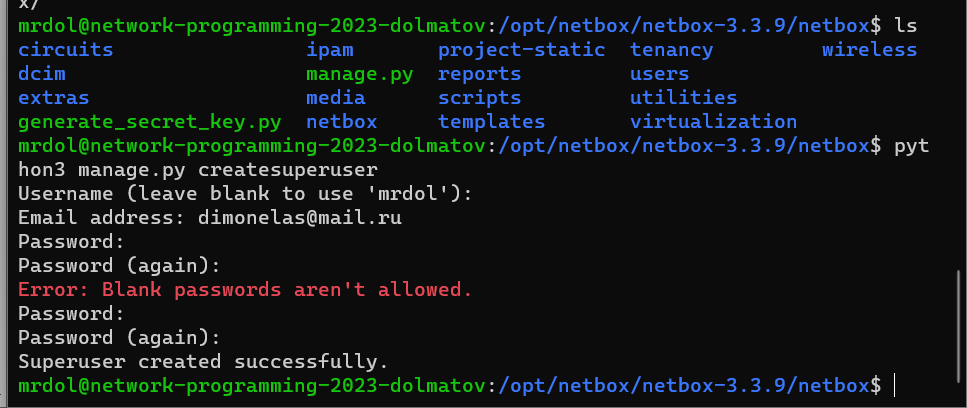 x/
mrdol@network-programming-2023-dolmatov:/opt/netbox/netbox-3.3.9/netbox$ ls
circuits ipam project-static tenancy wireless
dcim manage.py reports users
extras media scripts utilities
generate_secret_key.py netbox templates virtualization
mrdol@network-programming-2023-dolmatov:/opt/netbox/netbox-3.3.9/netbox$ pyt
hon3 manage.py createsuperuser
Username (leave blank to use 'mrdol'):
Email address: dimonelas@mail.ru
Password:
Password (again):
Error: Blank passwords aren't allowed.
Password:
Password (again):
Superuser created successfully.
mrdol@network-programming-2023-dolmatov:/opt/netbox/netbox-3.3.9/netbox$